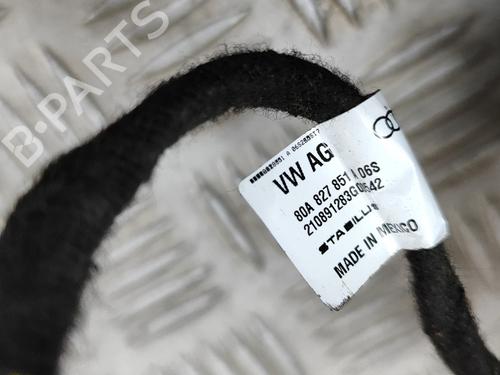 B-PARTS
VW AG
80A 827 851 A 06S
STABILUS
MADE IN MEXICO